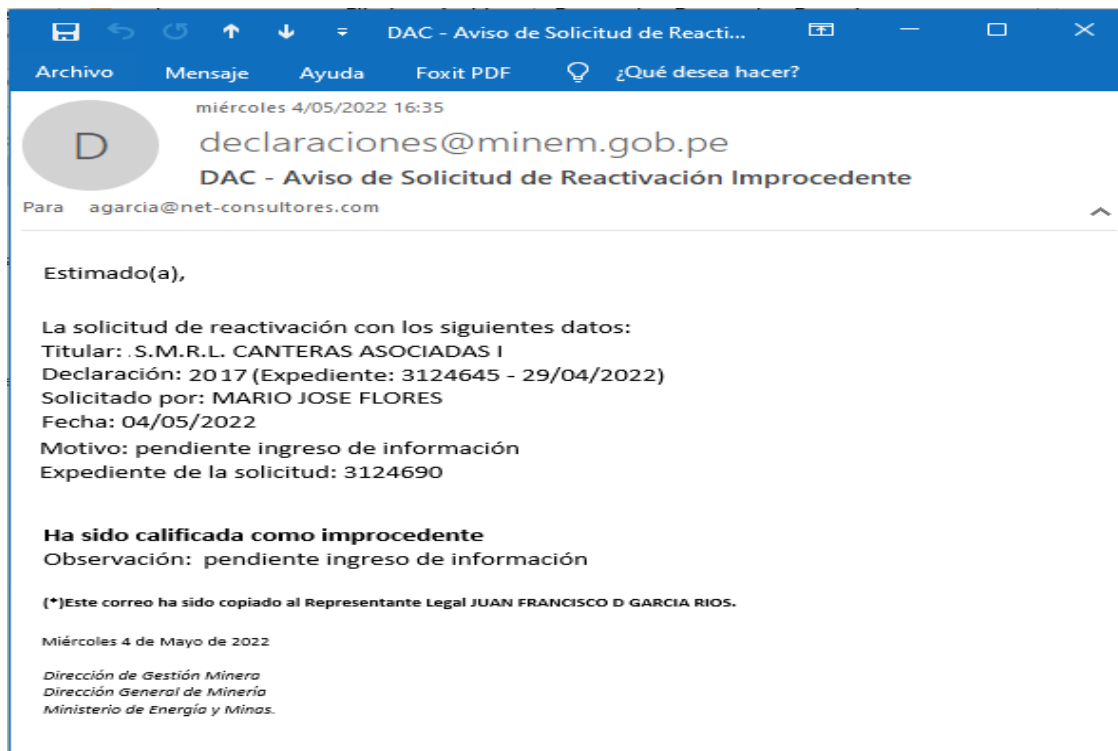 DAC - Aviso de Solicitud de Reacti...
Archivo Mensaje Ayuda Foxit PDF ¿Qué desea hacer?
miércoles 4/05/2022 16:35
D
declaraciones@minem.gob.pe
DAC - Aviso de Solicitud de Reactivación Improcedente
Para agarcia@net-consultores.com
Estimado(a),
La solicitud de reactivación con los siguientes datos:
Titular: .S.M.R.L. CANTERAS ASOCIADAS I
Declaración: 2017 (Expediente: 3124645 - 29/04/2022)
Solicitado por: MARIO JOSE FLORES
Fecha: 04/05/2022
Motivo: pendiente ingreso de información
Expediente de la solicitud: 3124690
Ha sido calificada como improcedente
Observación: pendiente ingreso de información
(*)Este correo ha sido copiado al Representante Legal JUAN FRANCISCO D GARCIA RIOS.
Miércoles 4 de Mayo de 2022
Dirección de Gestión Minera
Dirección General de Minería
Ministerio de Energía y Minas.